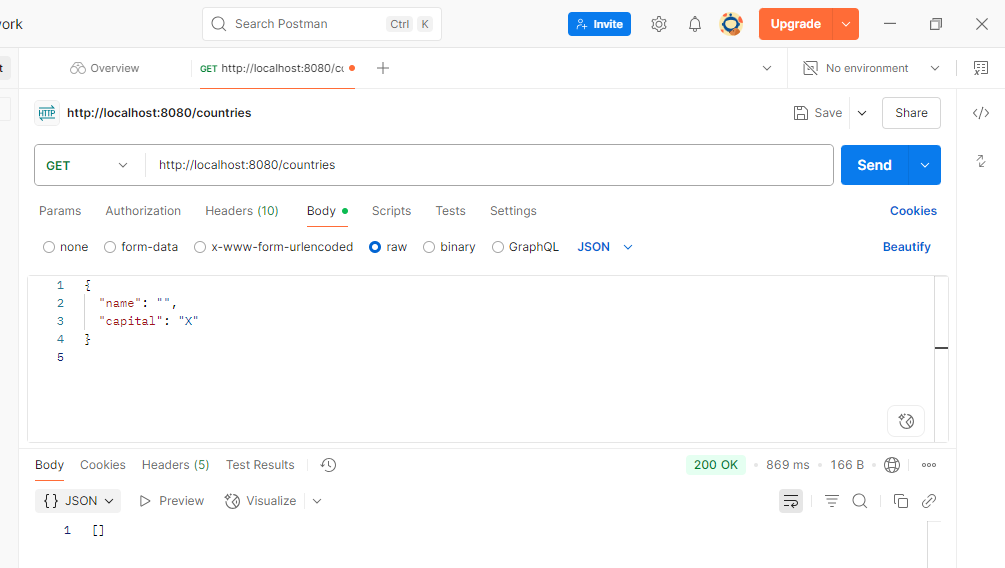 work
Search Postman Ctrl K Invite Upgrade
t Overview GET http://localhost:8080/cu No environment
HTTP http://localhost:8080/countries Save Share
GET http://localhost:8080/countries Send
Params Authorization Headers (10) Body Scripts Tests Settings Cookies
none form-data x-www-form-urlencoded raw binary GraphQL JSON Beautify
1 {
2 "name": "",
3 "capital": "X"
4 }
5
Body Cookies Headers (5) Test Results 200 OK 869 ms 166 B
{} JSON Preview Visualize
1 []